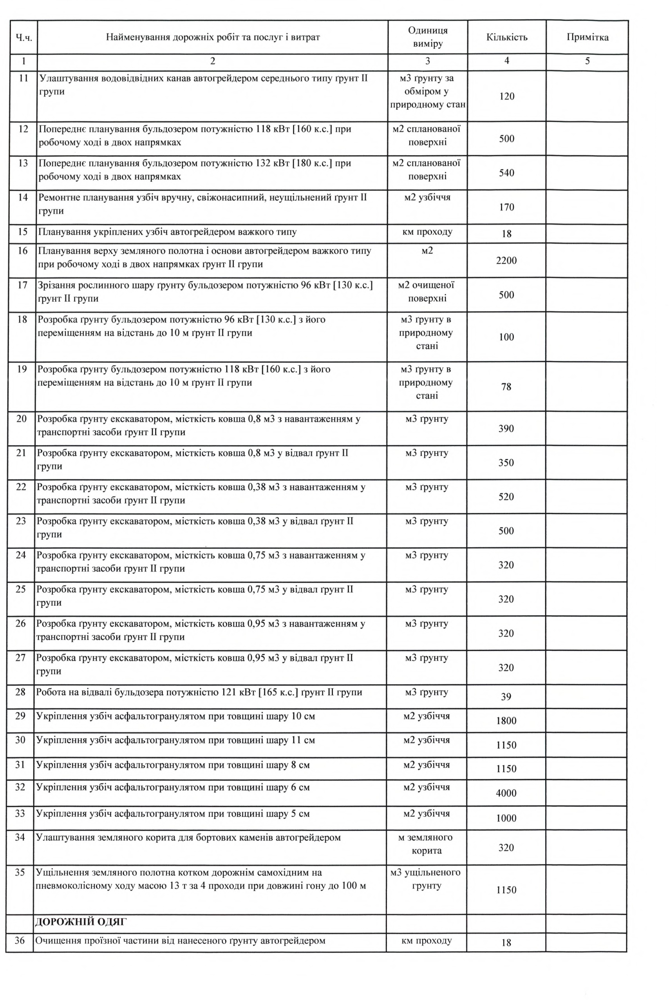 Ч.ч.
Найменування дорожніх робіт та послуг і витрат
Одиниця
виміру
Кількість
Примітка
1
2
3
4
5
11
Улаштування водовідвідних канав автогрейдером середнього типу ґрунт II
групи
м3 ґрунту за
обміром у
природному стан
120
12
Попереднє планування бульдозером потужністю 118 кВт [160 к.с.] при
робочому ході в двох напрямках
м2 спланованої
поверхні
500
13
Попереднє планування бульдозером потужністю 132 кВт [180 к.с.] при
робочому ході в двох напрямках
м2 спланованої
поверхні
540
14
Ремонтне планування узбіч вручну, свіжонасипний, неущільнений ґрунт II
групи
м2 узбіччя
170
15
Планування укріплених узбіч автогрейдером важкого типу
км проходу
18
16
Планування верху земляного полотна і основи автогрейдером важкого типу
при робочому ході в двох напрямках ґрунт II групи
м2
2200
17
Зрізання рослинного шару ґрунту бульдозером потужністю 96 кВт [130 к.с.]
ґрунт II групи
м2 очищеної
поверхні
500
18
Розробка ґрунту бульдозером потужністю 96 кВт [130 к.с.] з його
переміщенням на відстань до 10 м ґрунт II групи
м3 ґрунту в
природному
стані
100
19
Розробка ґрунту бульдозером потужністю 118 кВт [160 к.с.] з його
переміщенням на відстань до 10 м ґрунт II групи
м3 ґрунту в
природному
стані
78
20
Розробка ґрунту екскаватором, місткість ковша 0,8 м3 з навантаженням у
транспортні засоби ґрунт II групи
м3 ґрунту
390
21
Розробка ґрунту екскаватором, місткість ковша 0,8 м3 у відвал ґрунт II
групи
м3 ґрунту
350
22
Розробка ґрунту екскаватором, місткість ковша 0,38 м3 з навантаженням у
транспортні засоби ґрунт II групи
м3 ґрунту
520
23
Розробка ґрунту екскаватором, місткість ковша 0,38 м3 у відвал ґрунт II
групи
м3 ґрунту
500
24
Розробка ґрунту екскаватором, місткість ковша 0,75 м3 з навантаженням у
транспортні засоби ґрунт II групи
м3 ґрунту
320
25
Розробка ґрунту екскаватором, місткість ковша 0,75 м3 у відвал ґрунт II
групи
м3 ґрунту
320
26
Розробка ґрунту екскаватором, місткість ковша 0,95 м3 з навантаженням у
транспортні засоби ґрунт II групи
м3 ґрунту
320
27
Розробка ґрунту екскаватором, місткість ковша 0,95 м3 у відвал ґрунт II
групи
м3 ґрунту
320
28
Робота на відвалі бульдозера потужністю 121 кВт [165 к.с.] ґрунт II групи
м3 ґрунту
39
29
Укріплення узбіч асфальтогранулятом при товщині шару 10 см
м2 узбіччя
1800
30
Укріплення узбіч асфальтогранулятом при товщині шару 11 см
м2 узбіччя
1150
31
Укріплення узбіч асфальтогранулятом при товщині шару 8 см
м2 узбіччя
1150
32
Укріплення узбіч асфальтогранулятом при товщині шару 6 см
м2 узбіччя
4000
33
Укріплення узбіч асфальтогранулятом при товщині шару 5 см
м2 узбіччя
1000
34
Улаштування земляного корита для бортових каменів автогрейдером
м земляного
корита
320
35
Ущільнення земляного полотна котком дорожнім самохідним на
пневмоколісному ходу масою 13 т за 4 проходи при довжині гону до 100 м
м3 ущільненого
грунту
1150
ДОРОЖНІЙ ОДЯГ
36
Очищення проїзної частини від нанесеного ґрунту автогрейдером
км проходу
18